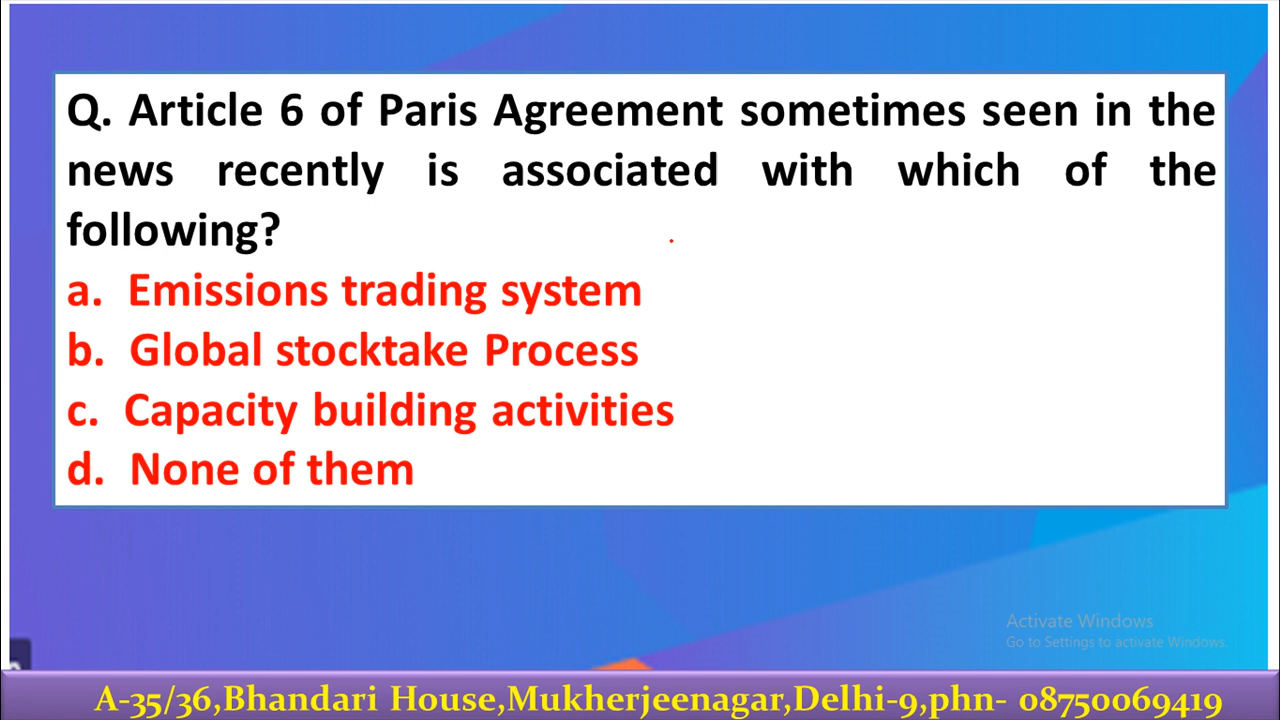 Q. Article 6 of Paris Agreement sometimes seen in the
news recently is associated with which of the
following?
a. Emissions trading system
b. Global stocktake Process
c. Capacity building activities
d. None of them
Activate Windows
Go to Settings to activate Windows.
A-35/36,Bhandari House,Mukherjeenagar,Delhi-9,phn- 08750069419